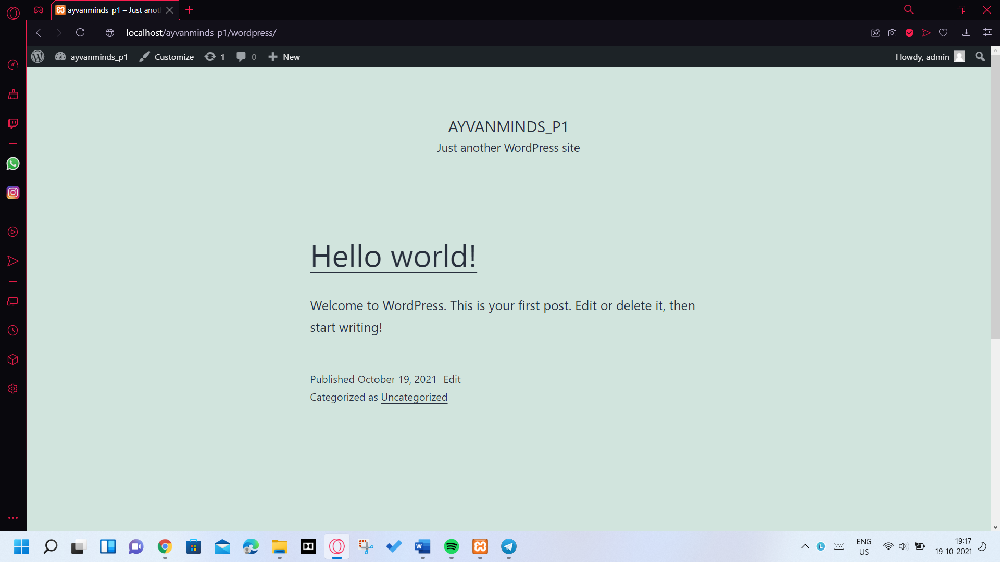 ayvanminds_p1 – Just anot
localhost/ayvanminds_p1/wordpress/
ayvanminds_p1 Customize 1 0 New Howdy, admin
AYVANMINDS_P1
Just another WordPress site
Hello world!
Welcome to WordPress. This is your first post. Edit or delete it, then
start writing!
Published October 19, 2021 Edit
Categorized as Uncategorized
ENG
US
19:17
19-10-2021